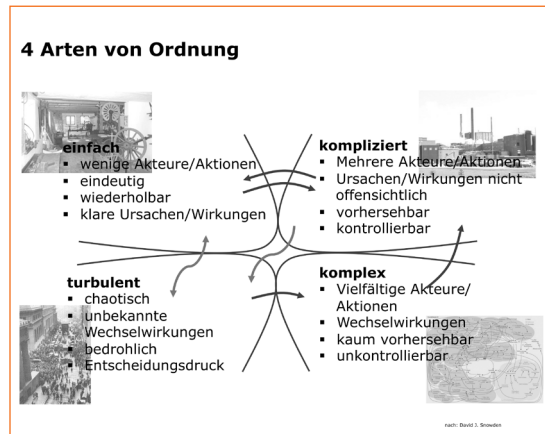 4 Arten von Ordnung
einfach
▪ wenige Akteure/Aktionen
▪ eindeutig
▪ wiederholbar
▪ klare Ursachen/Wirkungen
kompliziert
▪ Mehrere Akteure/Aktionen
▪ Ursachen/Wirkungen nicht
offensichtlich
▪ vorhersehbar
▪ kontrollierbar
turbulent
▪ chaotisch
▪ unbekannte
Wechselwirkungen
▪ bedrohlich
▪ Entscheidungsdruck
komplex
▪ Vielfältige Akteure/
Aktionen
▪ Wechselwirkungen
▪ kaum vorhersehbar
▪ unkontrollierbar
nach: David J. Snowden